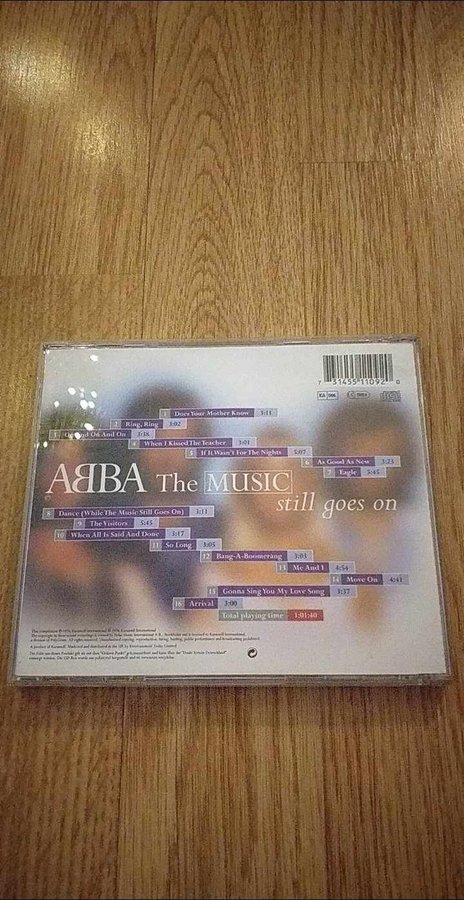 7 31455 11092 0
1 Does Your Mother Know 3:11
2 Ring, Ring 3:02
3 On And On And On 3:38
4 When I Kissed The Teacher 3:01
5 If It Wasn't For The Nights 5:07
6 As Good As New 3:23
7 Eagle 5:45
ABBA The MUSIC
still goes on
8 Dance (While The Music Still Goes On) 3:11
9 The Visitors 5:45
10 When All Is Said And Done 3:17
11 So Long 3:05
12 Bang-A-Boomerang 3:03
13 Me And I 4:54
14 Move On 4:41
15 Gonna Sing You My Love Song 3:37
16 Arrival 3:00
Total playing time 1:01:40